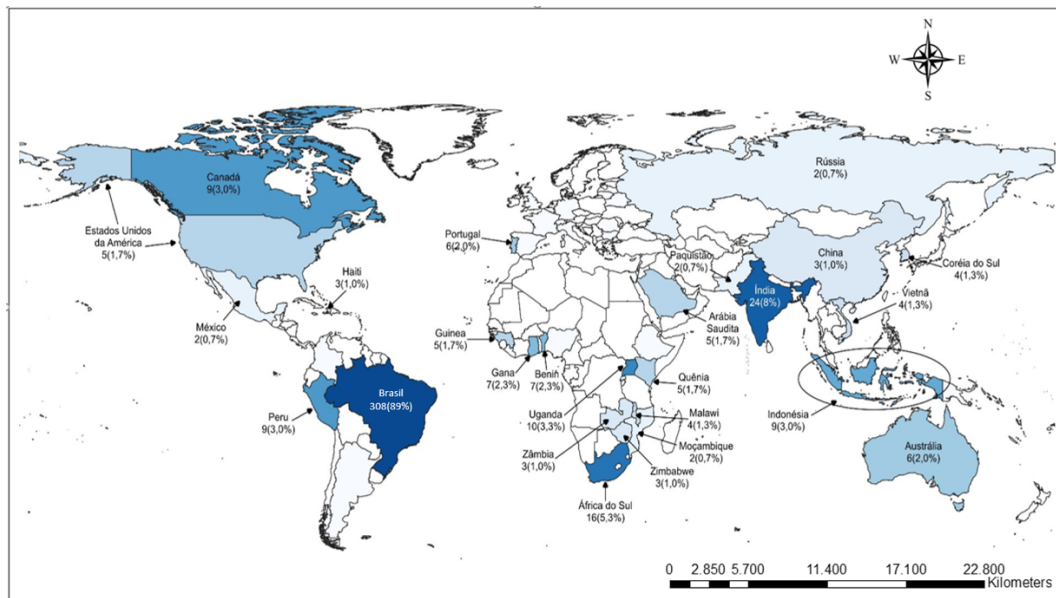 N
W E
S
Canadá
9(3,0%)
Rússia
2(0,7%)
Estados Unidos
da América
5(1,7%)
Portugal
6(2,0%)
Paquistão
2(0,7%)
China
3(1,0%)
Coréia do Sul
4(1,3%)
Haiti
3(1,0%)
Índia
24(8%)
Vietnã
4(1,3%)
México
2(0,7%)
Guinea
5(1,7%)
Arábia
Saudita
5(1,7%)
Gana
7(2,3%)
Benin
7(2,3%)
Quênia
5(1,7%)
Brasil
308(89%)
Peru
9(3,0%)
Uganda
10(3,3%)
Malawi
4(1,3%)
Indonésia
9(3,0%)
Austrália
6(2,0%)
Moçambique
2(0,7%)
Zâmbia
3(1,0%)
Zimbabwe
3(1,0%)
África do Sul
16(5,3%)
0 2.850 5.700 11.400 17.100 22.800
Kilometers